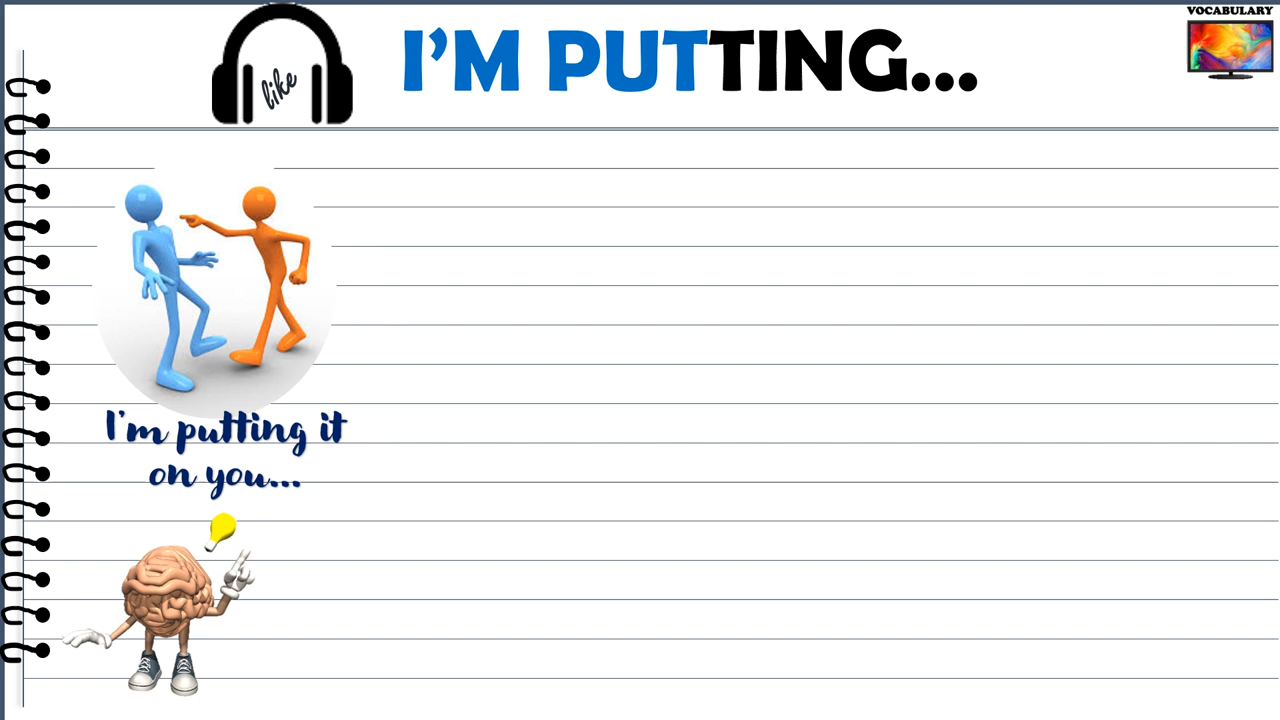 VOCABULARY
like
I'M PUTTING...
I'm putting it
on you...